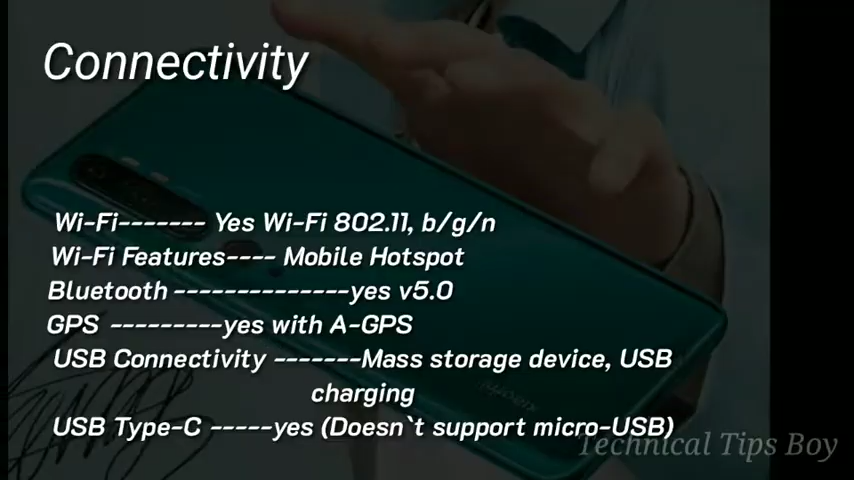 Connectivity
Wi-Fi------- Yes Wi-Fi 802.11, b/g/n
Wi-Fi Features---- Mobile Hotspot
Bluetooth --------------yes v5.0
GPS ---------yes with A-GPS
USB Connectivity -------Mass storage device, USB
charging
USB Type-C -----yes (Doesn`t support micro-USB)
Technical Tips Boy